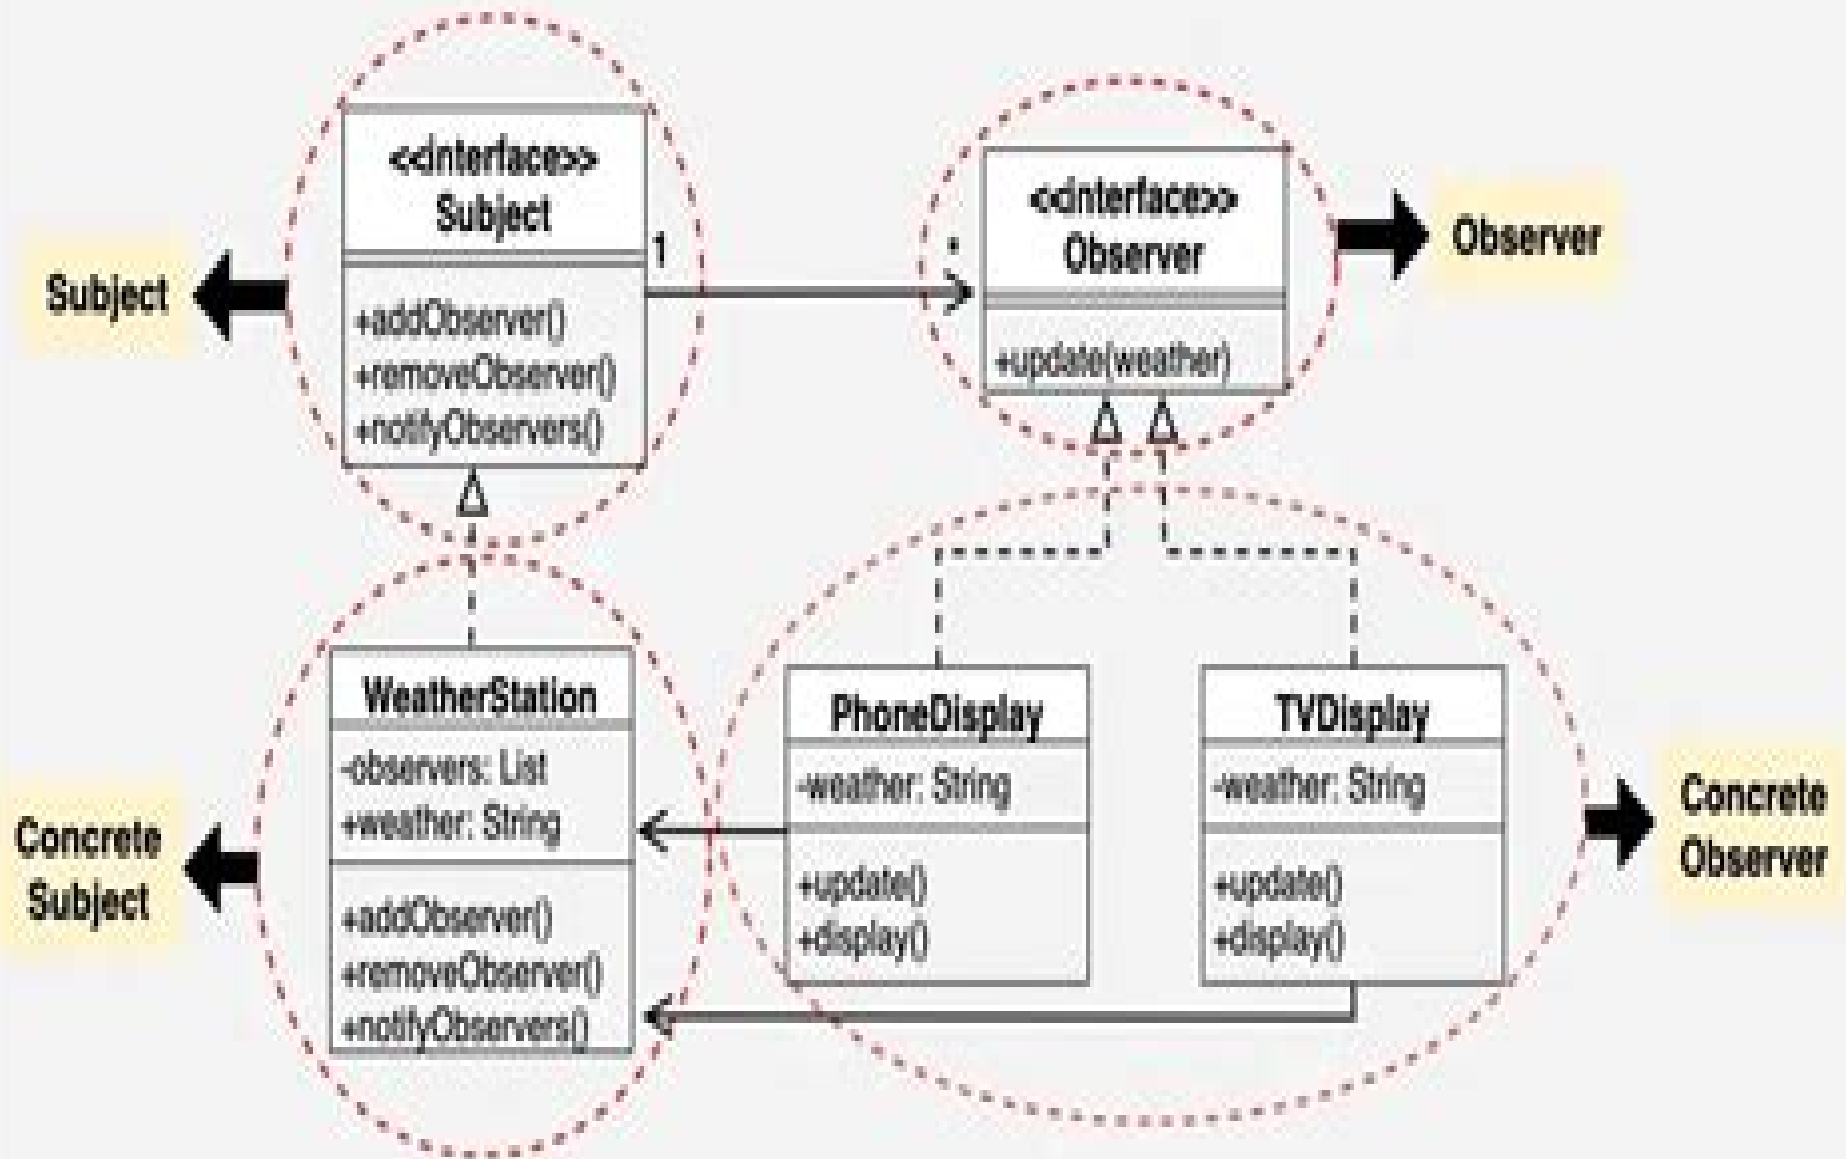 <<interface>>
Subject
1
+addObserver()
+removeObserver()
+notifyObservers()
<<interface>>
Observer
+update(weather)
Subject
Observer
WeatherStation
-observers: List
+weather: String
+addObserver()
+removeObserver()
+notifyObservers()
PhoneDisplay
-weather: String
+update()
+display()
TVDisplay
-weather: String
+update()
+display()
Concrete
Subject
Concrete
Observer